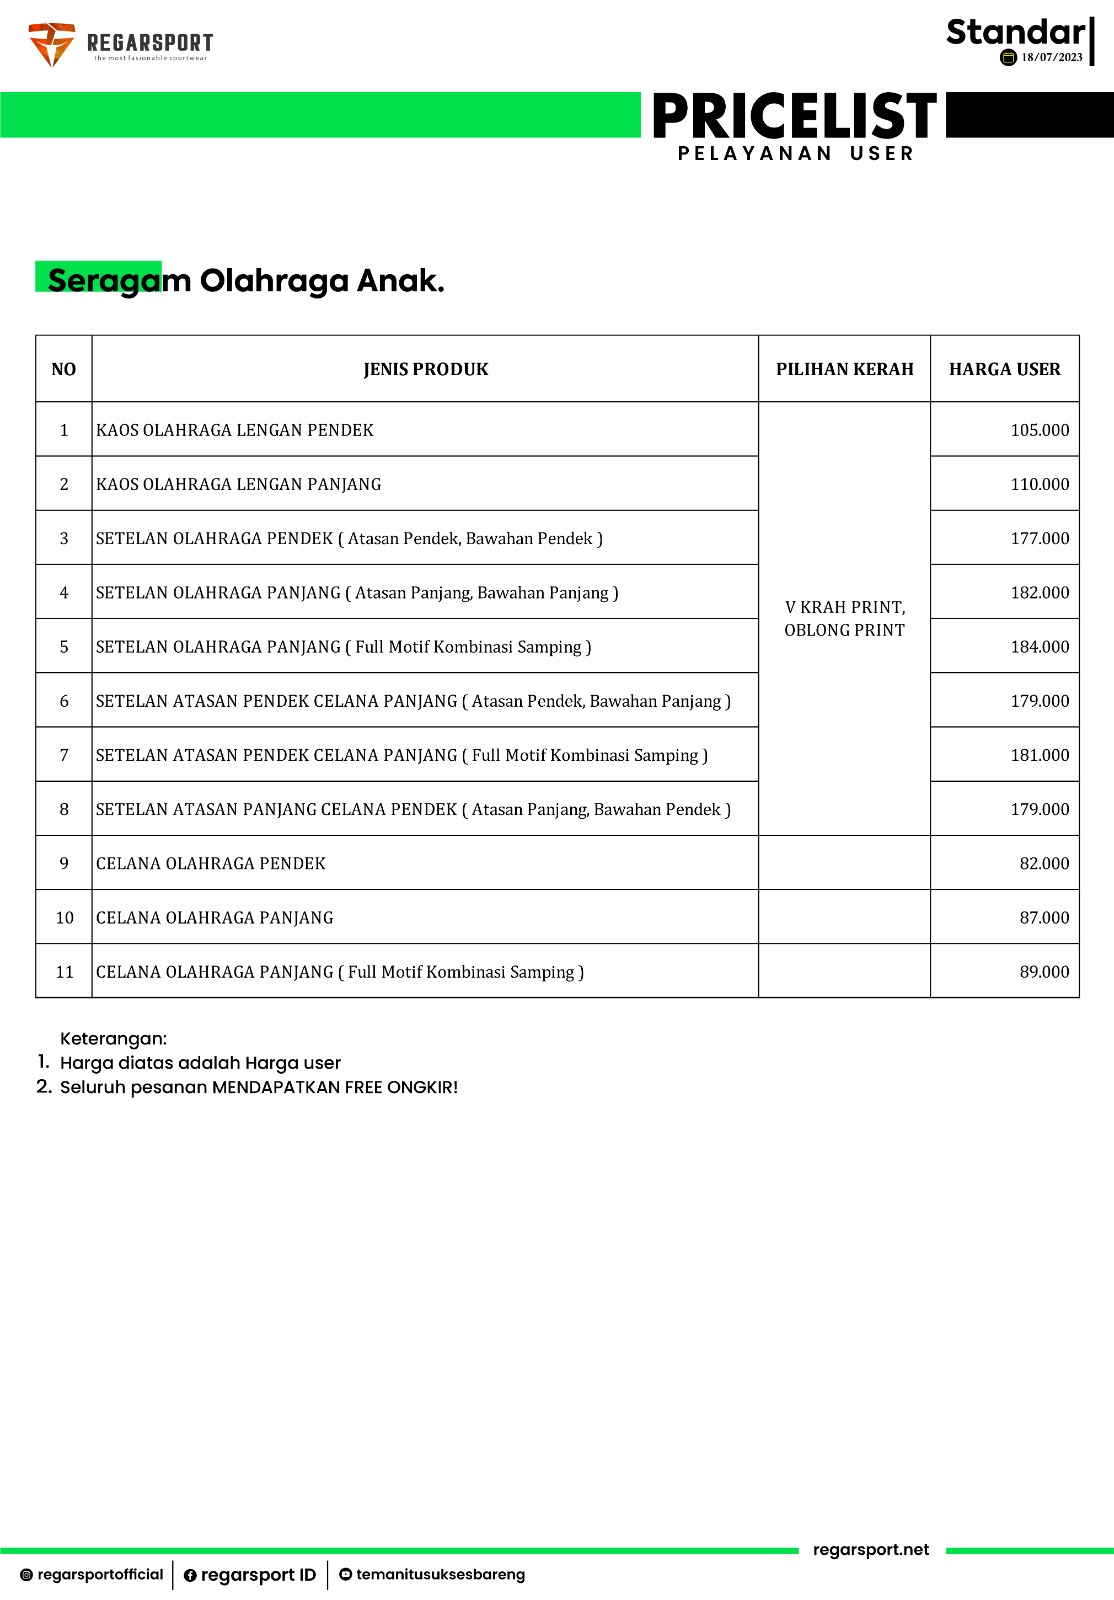 REGARSPORT
the most fasionable sportwear
Standar
18/07/2023
PRICELIST
PELAYANAN USER
Seragam Olahraga Anak.
NO JENIS PRODUK PILIHAN KERAH HARGA USER
1 KAOS OLAHRAGA LENGAN PENDEK 105.000
2 KAOS OLAHRAGA LENGAN PANJANG 110.000
3 SETELAN OLAHRAGA PENDEK ( Atasan Pendek, Bawahan Pendek ) 177.000
4 SETELAN OLAHRAGA PANJANG ( Atasan Panjang, Bawahan Panjang ) 182.000
V KRAH PRINT,
OBLONG PRINT
5 SETELAN OLAHRAGA PANJANG ( Full Motif Kombinasi Samping ) 184.000
6 SETELAN ATASAN PENDEK CELANA PANJANG ( Atasan Pendek, Bawahan Panjang ) 179.000
7 SETELAN ATASAN PENDEK CELANA PANJANG ( Full Motif Kombinasi Samping ) 181.000
8 SETELAN ATASAN PANJANG CELANA PENDEK ( Atasan Panjang, Bawahan Pendek ) 179.000
9 CELANA OLAHRAGA PENDEK 82.000
10 CELANA OLAHRAGA PANJANG 87.000
11 CELANA OLAHRAGA PANJANG ( Full Motif Kombinasi Samping ) 89.000
Keterangan:
1. Harga diatas adalah Harga user
2. Seluruh pesanan MENDAPATKAN FREE ONGKIR!
regarsport.net
regarsportofficial regarsport ID temanitusuksesbareng